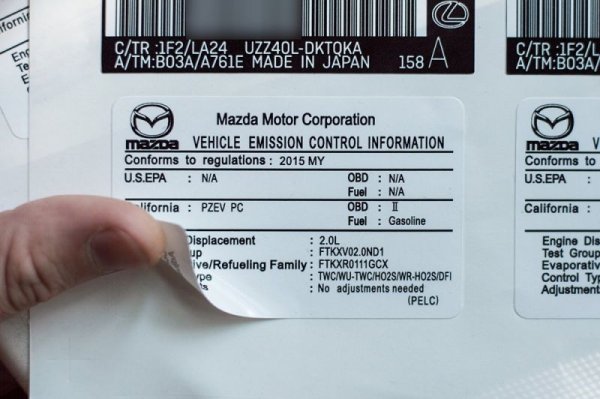 C/TR :1F2/LA24 UZZ40L-DKTQKA
A/TM:B03A/A761E MADE IN JAPAN 158 A
C/TR :1F2/L
A/TM:B03A/
mazda
Mazda Motor Corporation
VEHICLE EMISSION CONTROL INFORMATION
Conforms to regulations : 2015 MY
U.S.EPA : N/A OBD : N/A
Fuel : N/A
California : PZEV PC OBD : II
Fuel : Gasoline
Displacement : 2.0L
up : FTKXV02.0ND1
ive/Refueling Family : FTKXR0111GCX
ype : TWC/WU-TWC/HO2S/WR-HO2S/DFI
ts : No adjustments needed
(PELC)
mazda V
Conforms to
U.S.EPA :
California :
Engine Dis
Test Group
Evaporativ
Control Typ
Adjustment